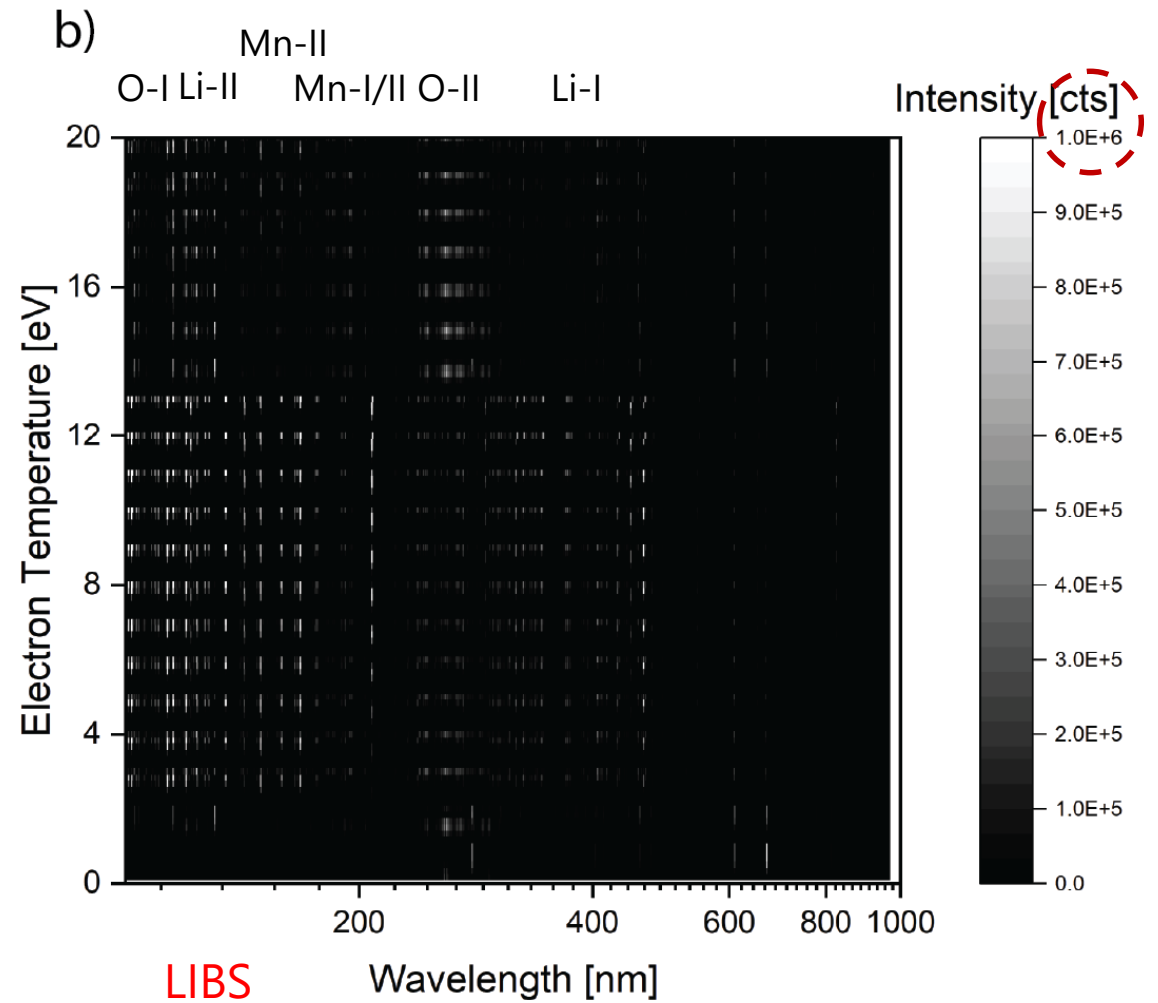 b)
Mn-II
O-I Li-II Mn-I/II O-II Li-I
Intensity [cts]
20
16
12
8
4
0
Electron Temperature [eV]
200
400
600
800
1000
Wavelength [nm]
LIBS
1.0E+6
9.0E+5
8.0E+5
7.0E+5
6.0E+5
5.0E+5
4.0E+5
3.0E+5
2.0E+5
1.0E+5
0.0